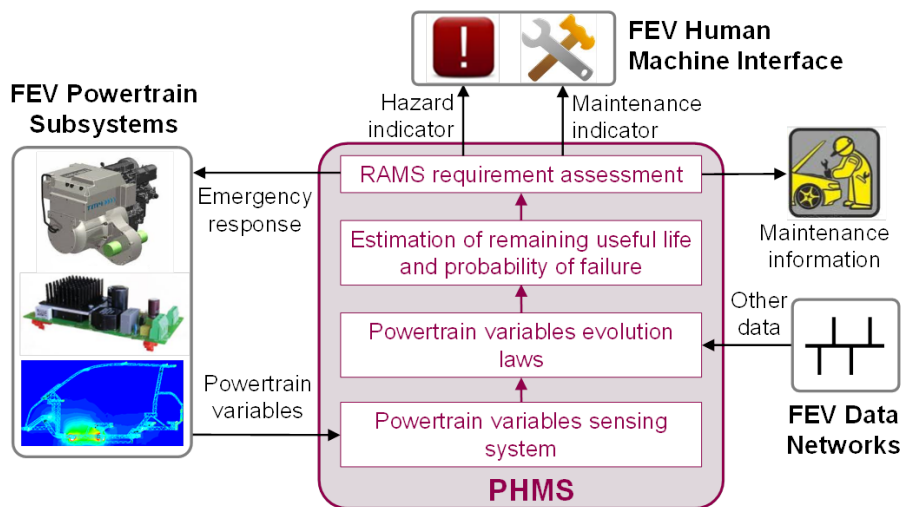 FEV Human
Machine Interface
FEV Powertrain
Subsystems
Hazard
indicator
Maintenance
indicator
RAMS requirement assessment
Emergency
response
Estimation of remaining useful life
and probability of failure
Maintenance
information
Other
data
Powertrain variables evolution
laws
Powertrain
variables
Powertrain variables sensing
system
FEV Data
Networks
PHMS